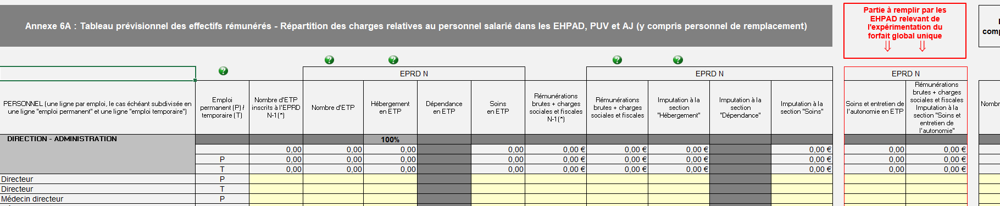 Annexe 6A : Tableau prévisionnel des effectifs rémunérés - Répartition des charges relatives au personnel salarié dans les EHPAD, PUV et AJ (y compris personnel de remplacement)
Partie à remplir par les
EHPAD relevant de
l'expérimentation du
forfait global unique
⇓ ⇓
? ? ? ? ?
EPRD N EPRD N EPRD N
PERSONNEL (une ligne par emploi, le cas échéant subdivisée en
une ligne "emploi permanent" et une ligne "emploi temporaire")
Emploi
permanent (P) /
temporaire (T)
Nombre d'ETP
inscrits à l'EPRD
N-1(*)
Nombre d'ETP
Hébergement
en ETP
Dépendance
en ETP
Soins
en ETP
Rémunérations
brutes + charges
sociales et fiscales
N-1(*)
Rémunérations
brutes + charges
sociales et fiscales
Imputation à la
section
"Hébergement"
Imputation à la
section
"Dépendance"
Imputation à la
section "Soins"
Soins et entretien de
l'autonomie en ETP
Rémunérations
brutes + charges
sociales et fiscales
Imputation à la
section "Soins et
entretien de
l'autonomie"
DIRECTION - ADMINISTRATION 100%
0,00 0,00 0,00 0,00 0,00 € 0,00 € 0,00 € 0,00 € 0,00 0,00 €
P 0,00 0,00 0,00 0,00 0,00 € 0,00 € 0,00 € 0,00 € 0,00 0,00 €
T 0,00 0,00 0,00 0,00 0,00 € 0,00 € 0,00 € 0,00 € 0,00 0,00 €
Directeur P
Directeur T
Médecin directeur P